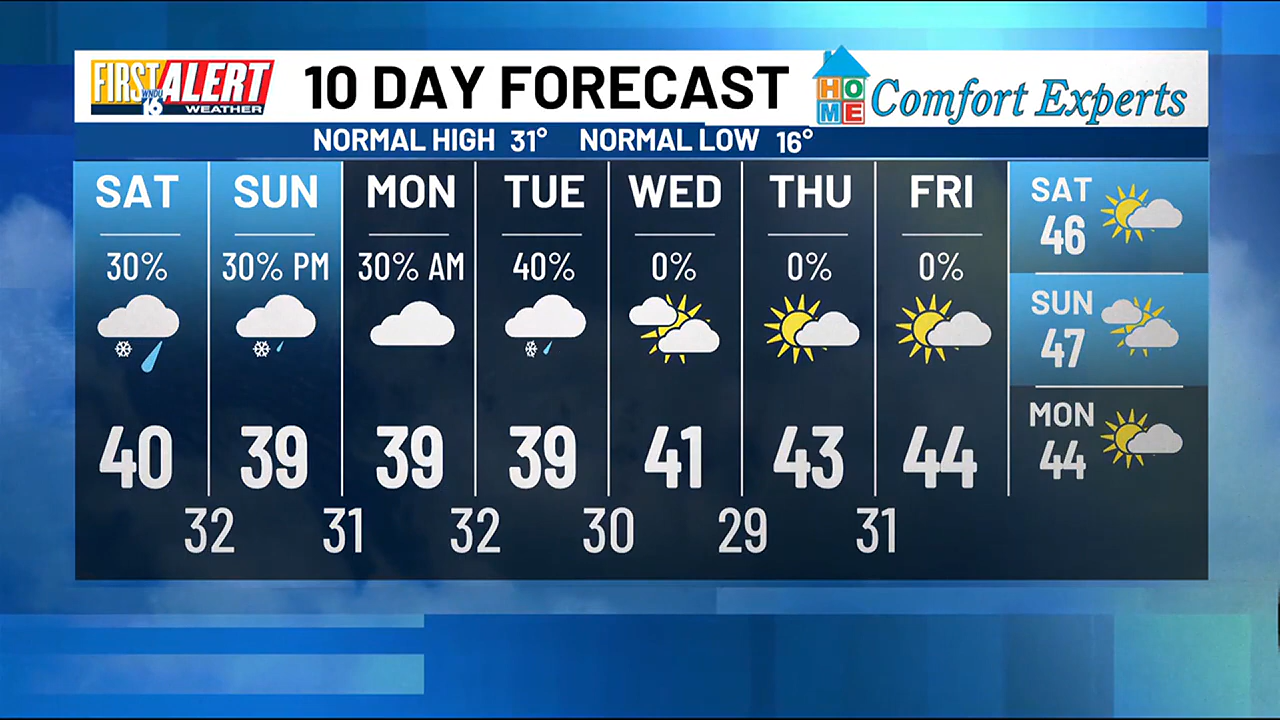 FIRST ALERT
WNDU
16
WEATHER
10 DAY FORECAST
HOME
Comfort Experts
NORMAL HIGH 31° NORMAL LOW 16°
SAT SUN MON TUE WED THU FRI
30% 30% PM 30% AM 40% 0% 0% 0%
40 39 39 39 41 43 44
32 31 32 30 29 31
SAT
46
SUN
47
MON
44